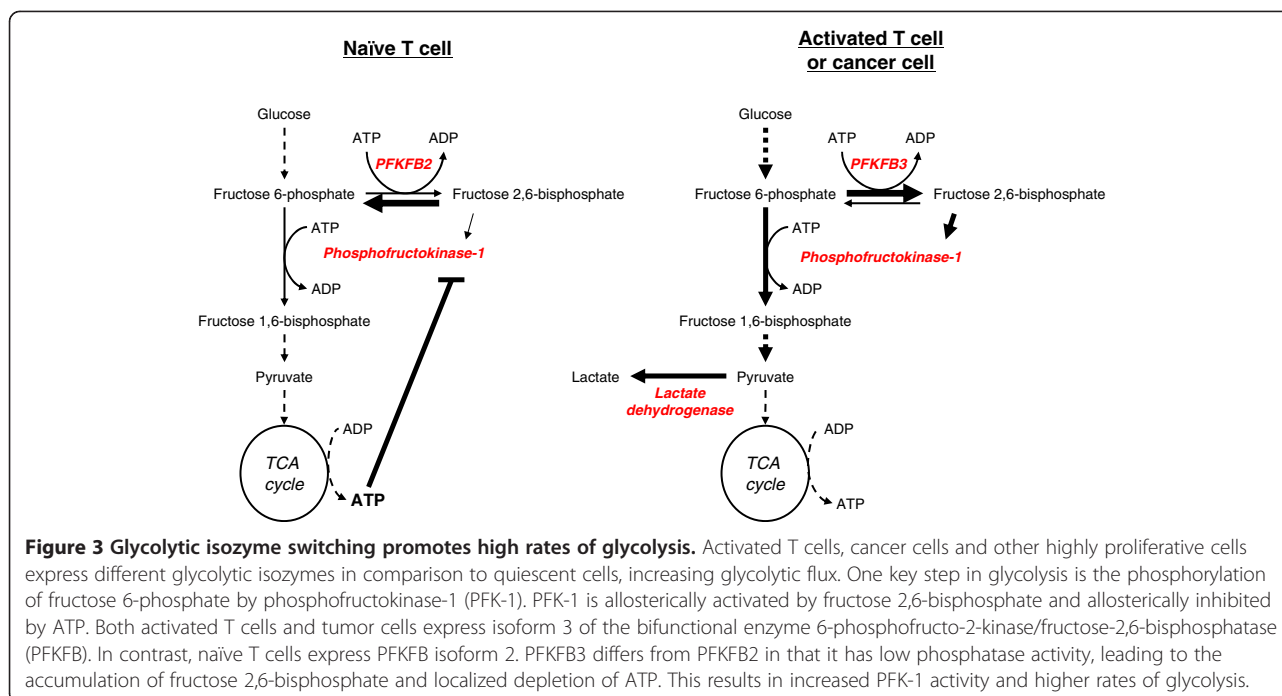 Naïve T cell
Glucose
ATP
ADP
PFKFB2
Fructose 6-phosphate
Fructose 2,6-bisphosphate
ATP
Phosphofructokinase-1
ADP
Fructose 1,6-bisphosphate
Pyruvate
ADP
TCA
cycle
ATP
Activated T cell
or cancer cell
Glucose
ATP
ADP
PFKFB3
Fructose 6-phosphate
Fructose 2,6-bisphosphate
ATP
Phosphofructokinase-1
ADP
Fructose 1,6-bisphosphate
Lactate
Pyruvate
Lactate
dehydrogenase
ADP
TCA
cycle
ATP
Figure 3 Glycolytic isozyme switching promotes high rates of glycolysis. Activated T cells, cancer cells and other highly proliferative cells
express different glycolytic isozymes in comparison to quiescent cells, increasing glycolytic flux. One key step in glycolysis is the phosphorylation
of fructose 6-phosphate by phosphofructokinase-1 (PFK-1). PFK-1 is allosterically activated by fructose 2,6-bisphosphate and allosterically inhibited
by ATP. Both activated T cells and tumor cells express isoform 3 of the bifunctional enzyme 6-phosphofructo-2-kinase/fructose-2,6-bisphosphatase
(PFKFB). In contrast, naïve T cells express PFKFB isoform 2. PFKFB3 differs from PFKFB2 in that it has low phosphatase activity, leading to the
accumulation of fructose 2,6-bisphosphate and localized depletion of ATP. This results in increased PFK-1 activity and higher rates of glycolysis.